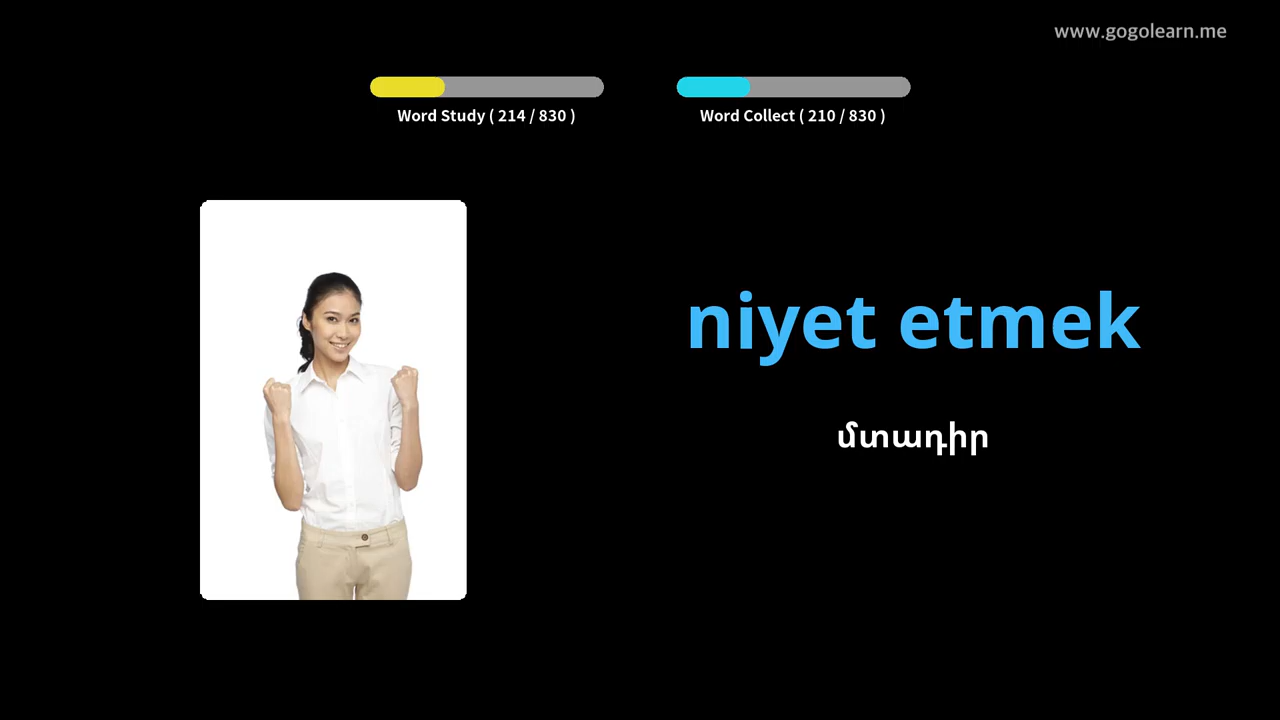 www.gogolearn.me
Word Study ( 214 / 830 )
Word Collect ( 210 / 830 )
niyet etmek
մտադիր